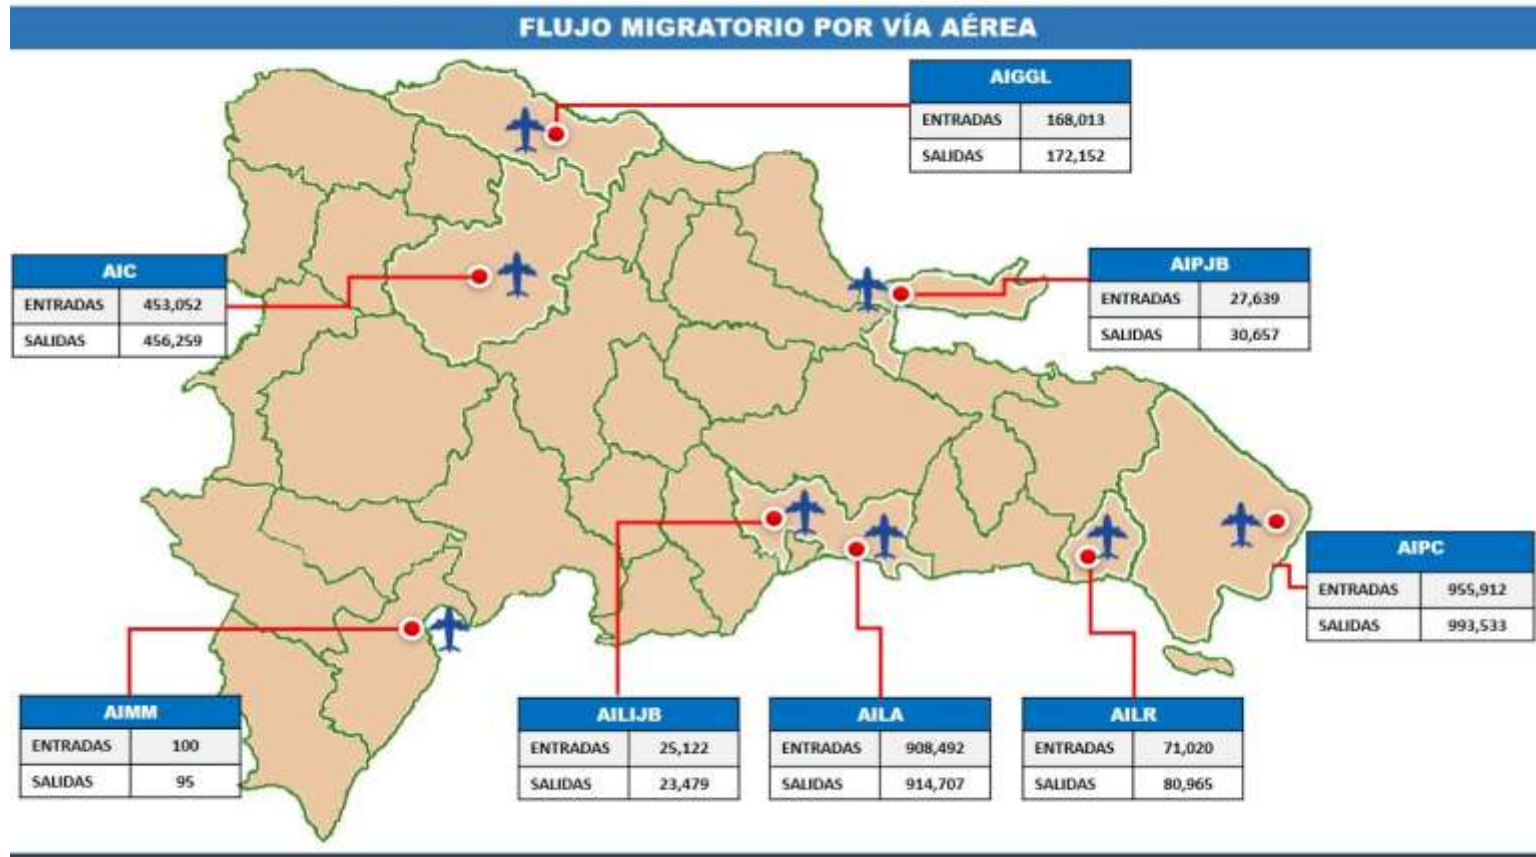 FLUJO MIGRATORIO POR VÍA AÉREA
AIGGL
ENTRADAS 168,013
SALIDAS 172,152
AIC
ENTRADAS 453,052
SALIDAS 456,259
AIPJB
ENTRADAS 27,639
SALIDAS 30,657
AIPC
ENTRADAS 955,912
SALIDAS 993,533
AIMM
ENTRADAS 100
SALIDAS 95
AILIJB
ENTRADAS 25,122
SALIDAS 23,479
AILA
ENTRADAS 908,492
SALIDAS 914,707
AILR
ENTRADAS 71,020
SALIDAS 80,965